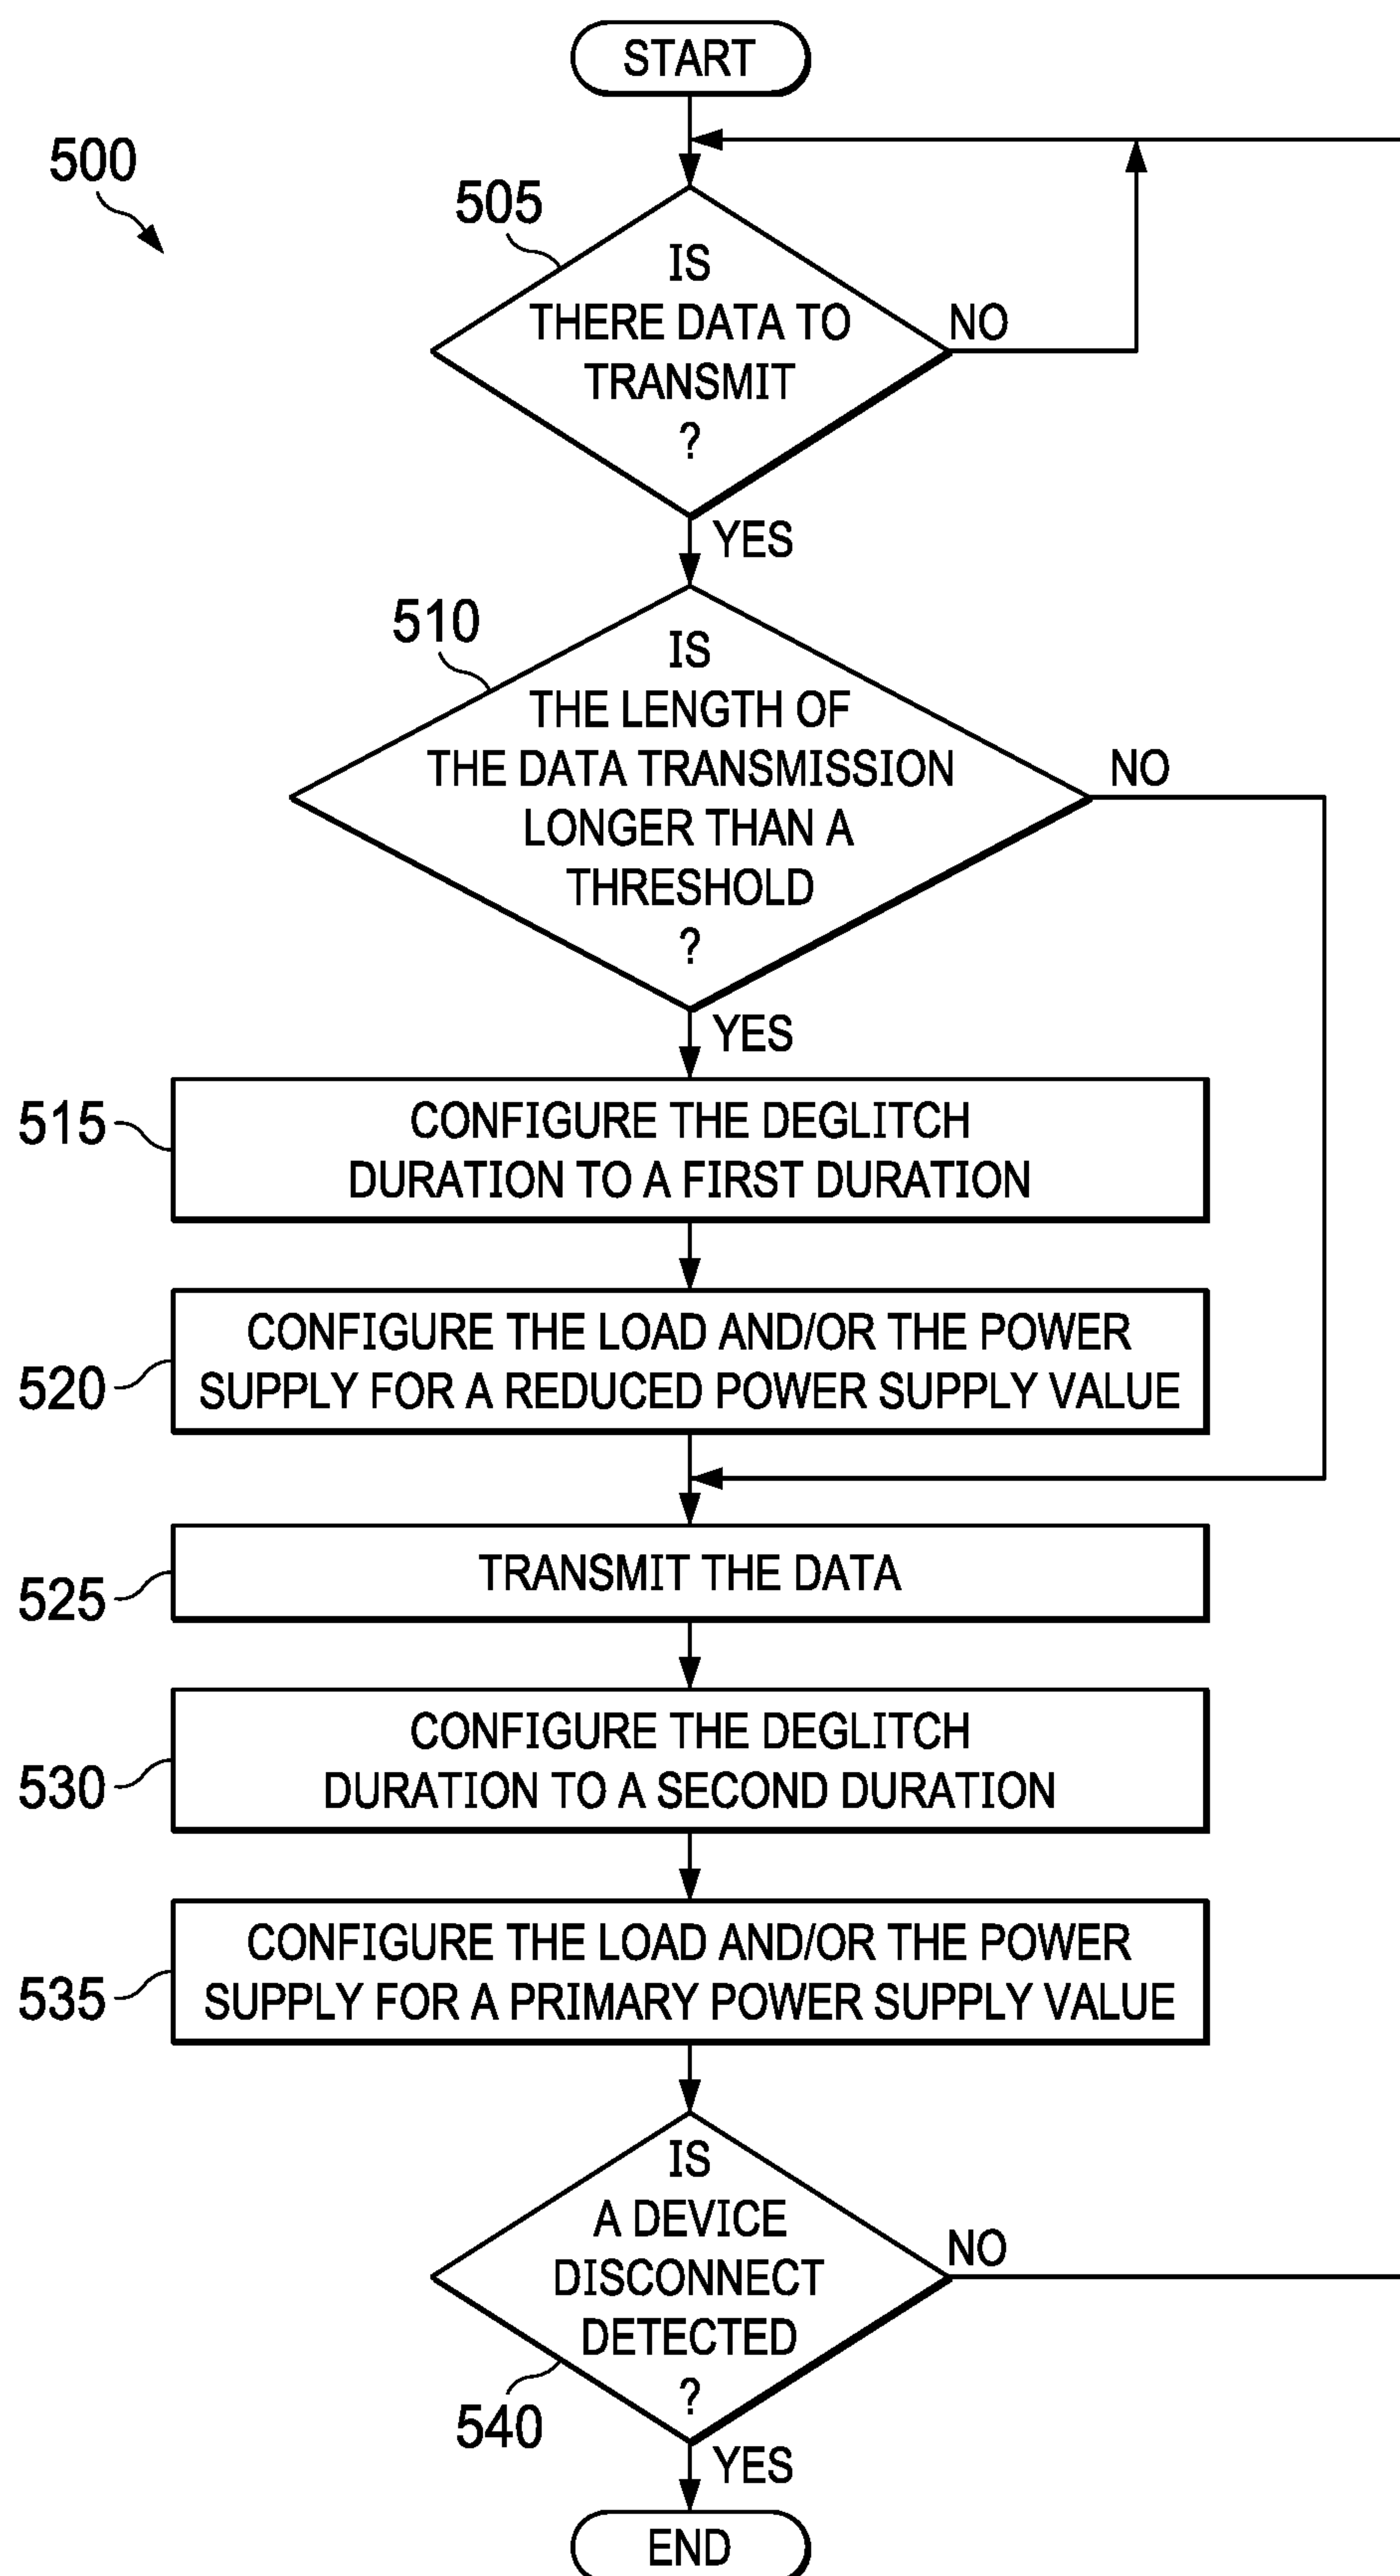 START
500
505
IS
THERE DATA TO
TRANSMIT
?
NO
YES
510
IS
THE LENGTH OF
THE DATA TRANSMISSION
LONGER THAN A
THRESHOLD
?
NO
YES
515
CONFIGURE THE DEGLITCH
DURATION TO A FIRST DURATION
520
CONFIGURE THE LOAD AND/OR THE POWER
SUPPLY FOR A REDUCED POWER SUPPLY VALUE
525
TRANSMIT THE DATA
530
CONFIGURE THE DEGLITCH
DURATION TO A SECOND DURATION
535
CONFIGURE THE LOAD AND/OR THE POWER
SUPPLY FOR A PRIMARY POWER SUPPLY VALUE
IS
A DEVICE
DISCONNECT
DETECTED
?
NO
540
YES
END